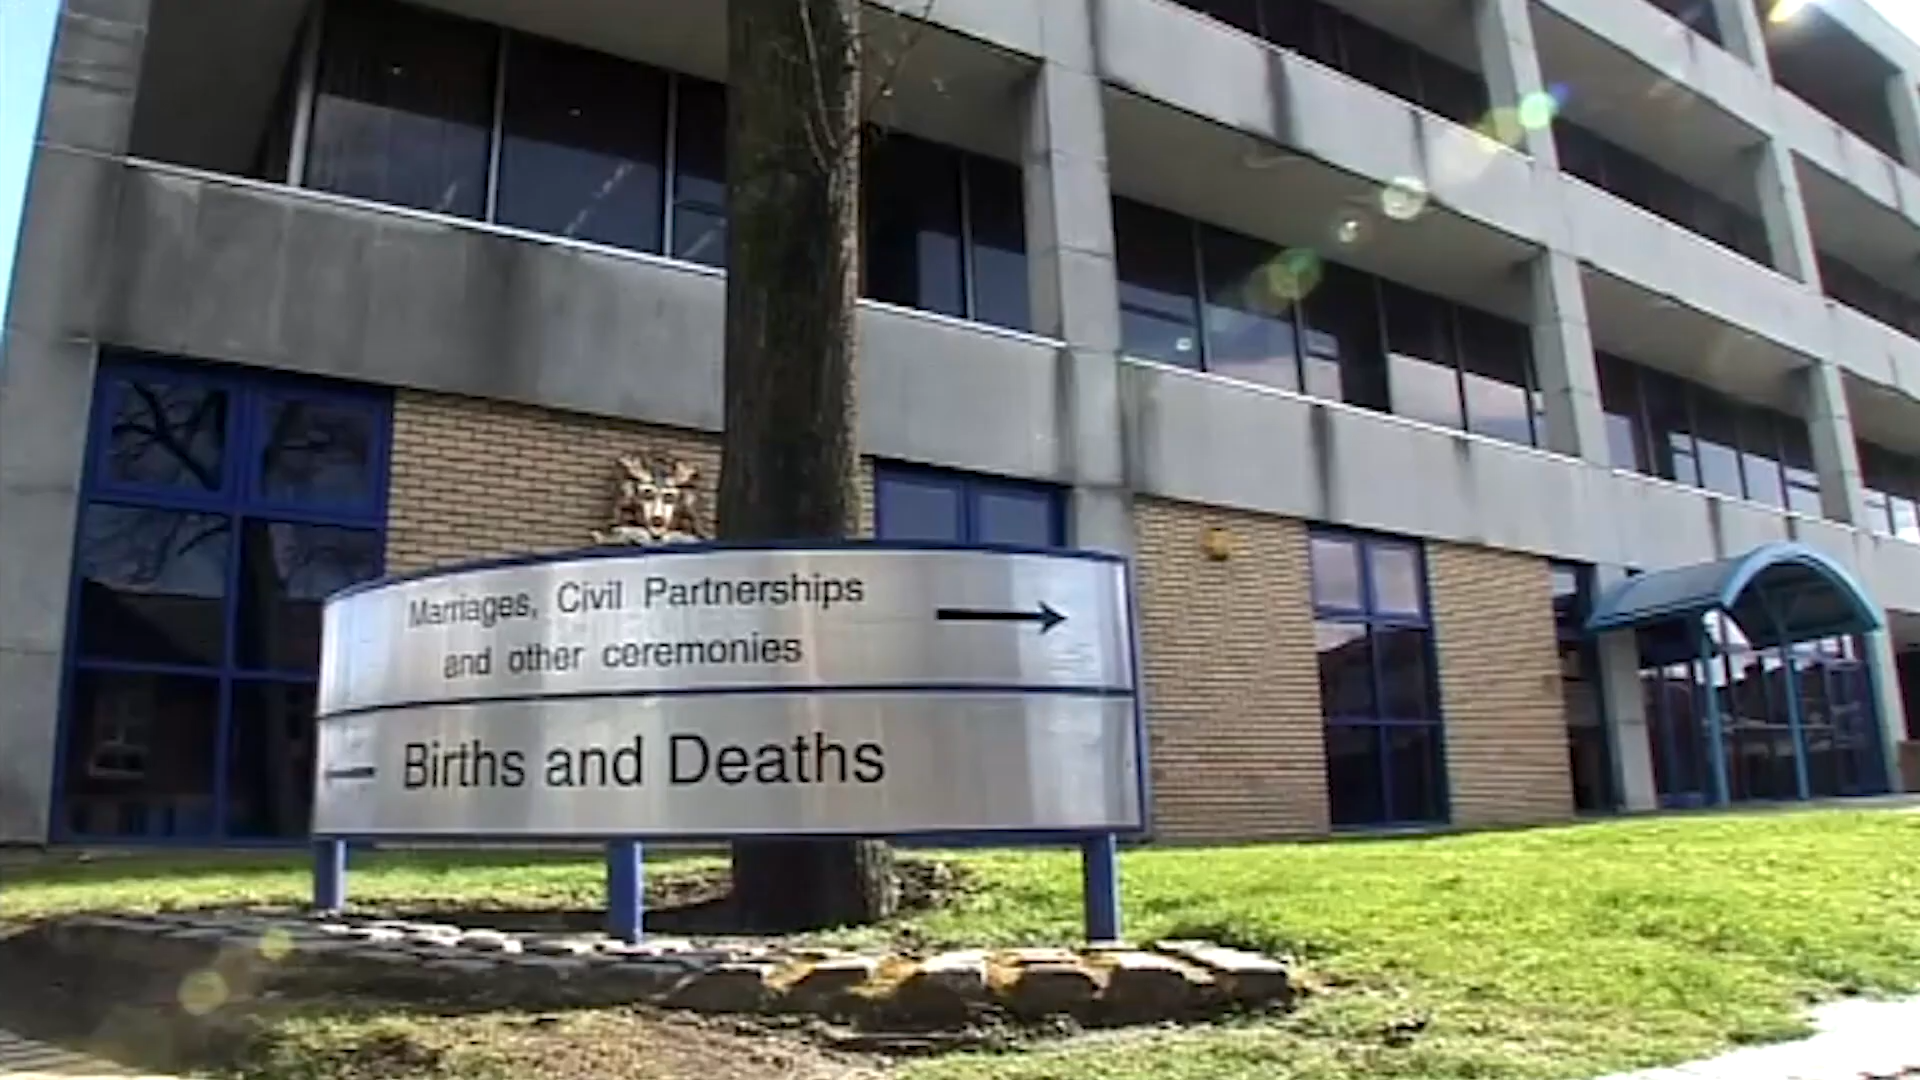 Marriages, Civil Partnerships
and other ceremonies
Births and Deaths